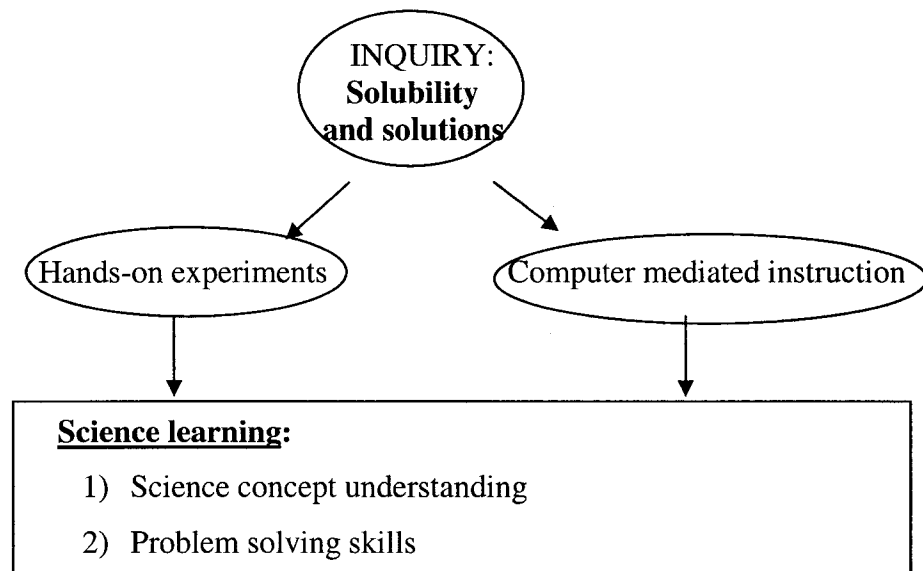 INQUIRY:
Solubility
and solutions
Hands-on experiments
Computer mediated instruction
Science learning:
1) Science concept understanding
2) Problem solving skills